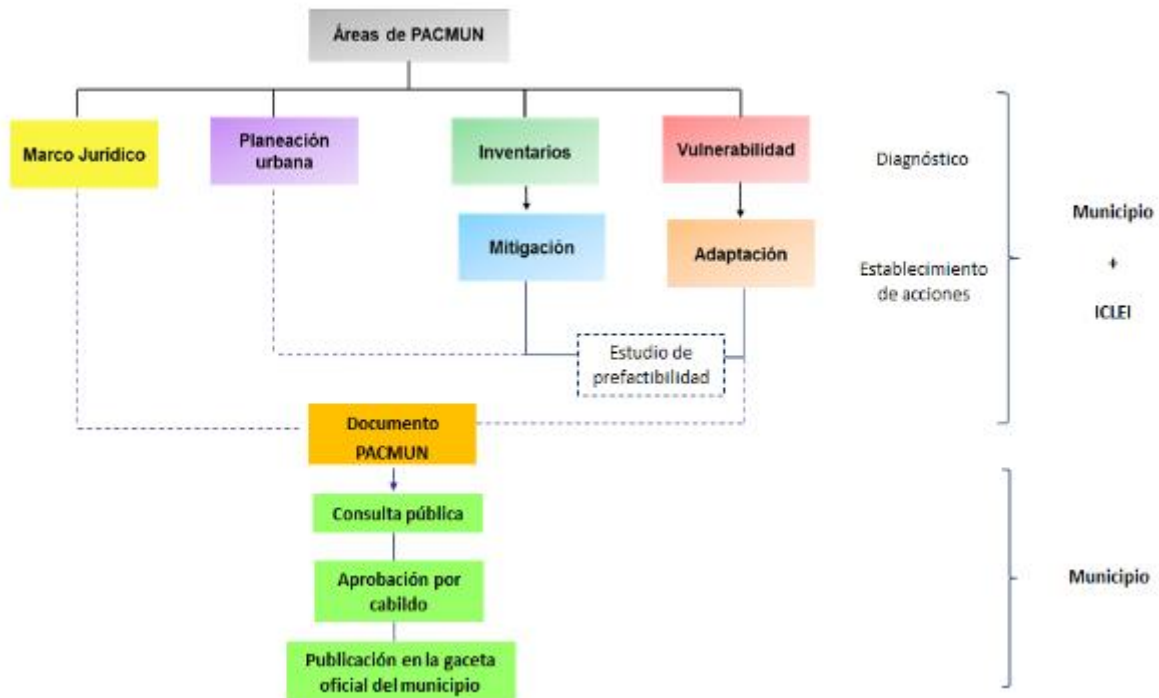 Áreas de PACMUN
Marco Jurídico
Planeación
urbana
Inventarios
Vulnerabilidad
Diagnóstico
Mitigación
Adaptación
Establecimiento
de acciones
Municipio
+
ICLEI
Estudio de
prefactibilidad
Documento
PACMUN
Consulta pública
Aprobación por
cabildo
Publicación en la gaceta
oficial del municipio
Municipio